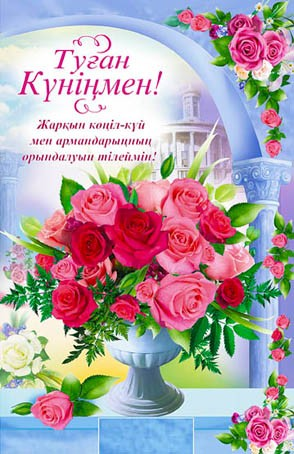 Туған
Күніңмен!
Жарқын көңіл-күй
мен армандарыңның
орындалуын тілеймін!